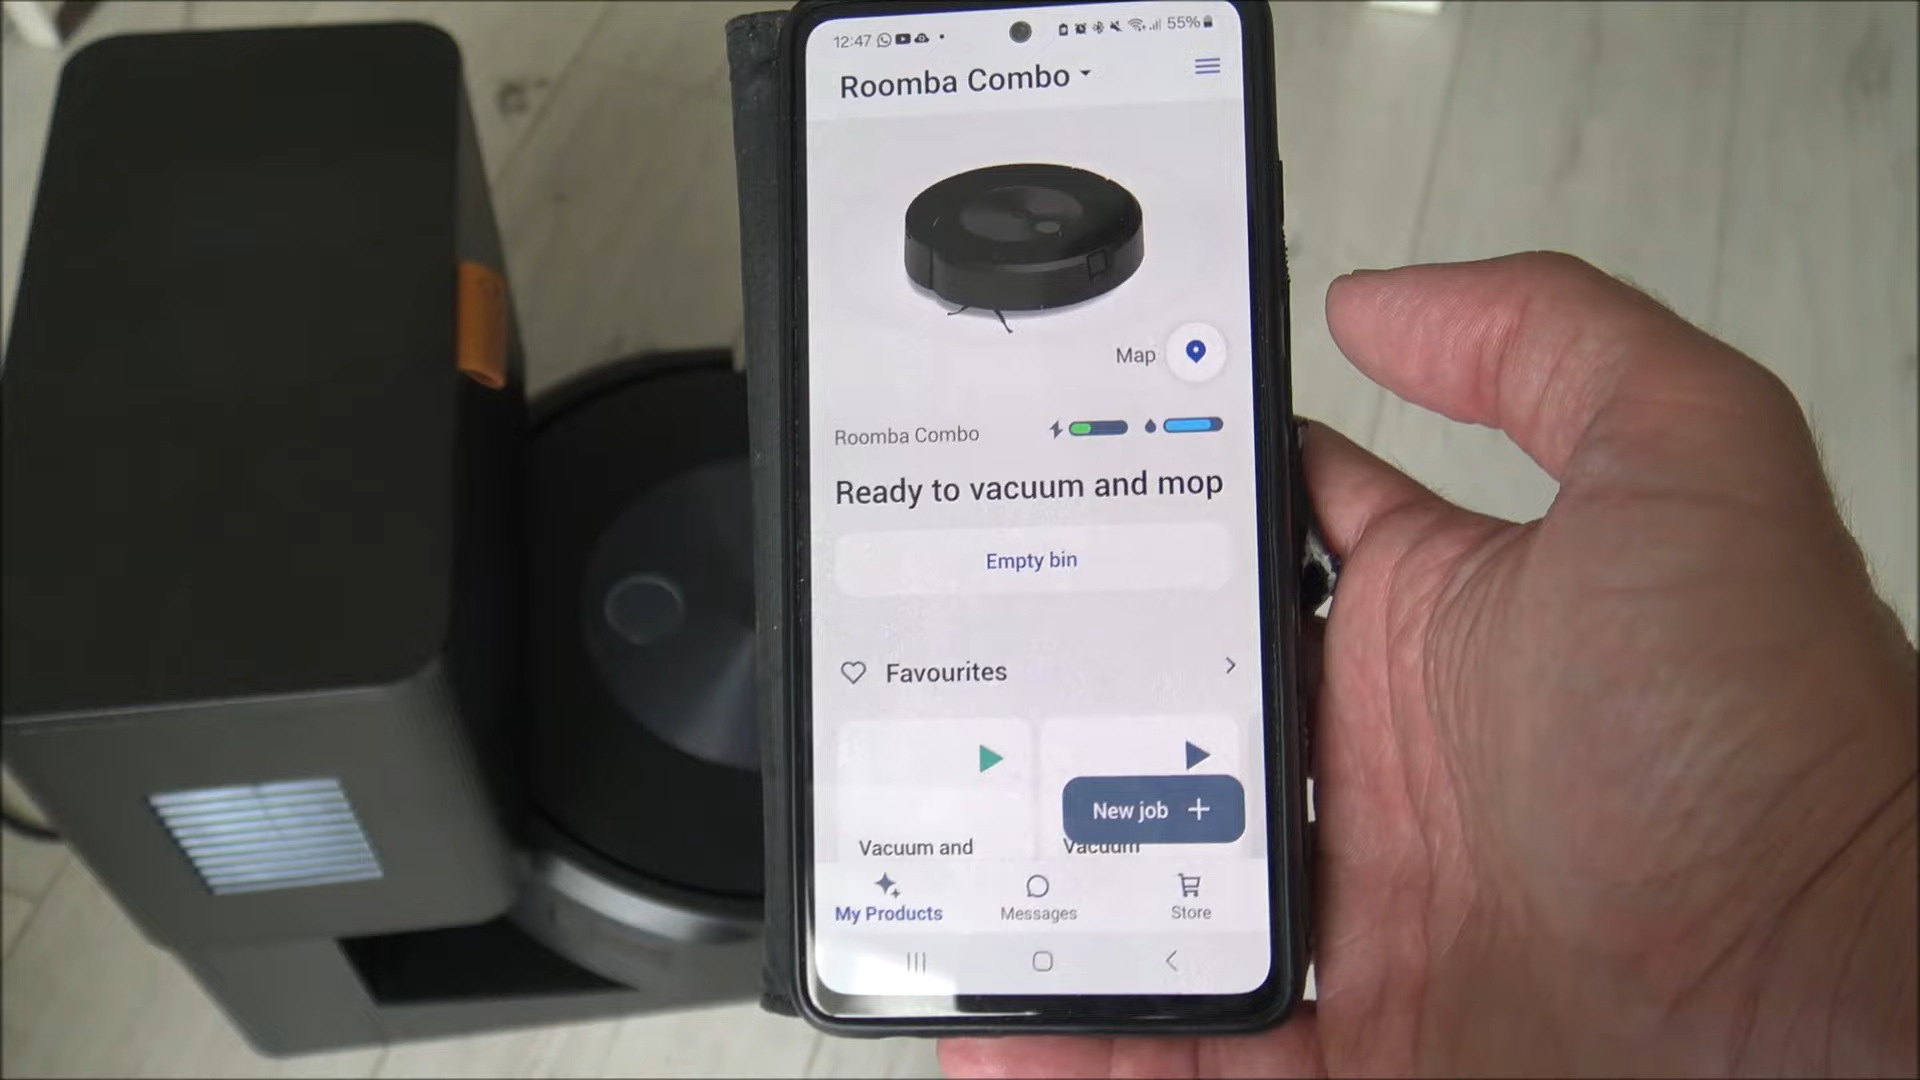 12:47
55%
Roomba Combo
Map
Roomba Combo
Ready to vacuum and mop
Empty bin
Favourites
New job +
Vacuum and
Vacuum
My Products
Messages
Store